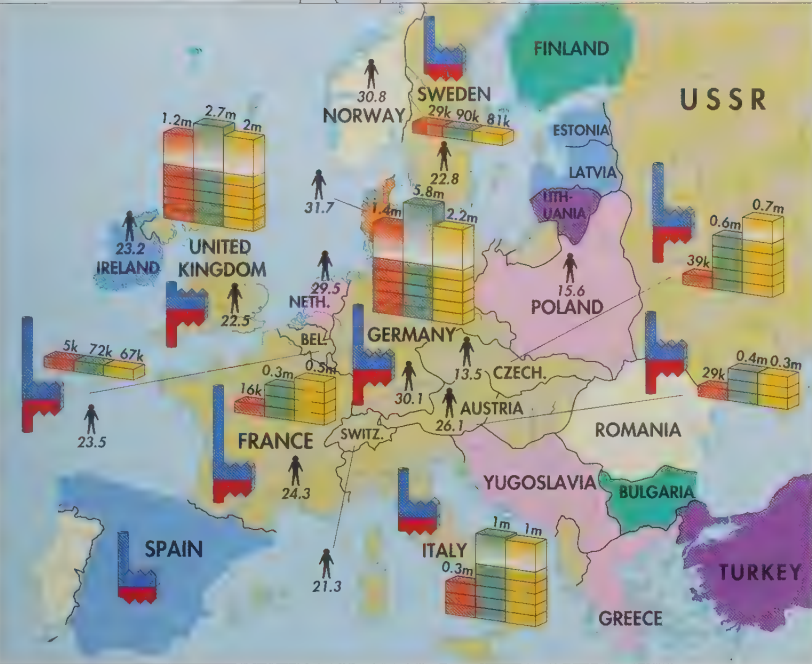 FINLAND
30.8
NORWAY
SWEDEN
29k 90k 81k
22.8
USSR
ESTONIA
LATVIA
LITH-
UANIA
1.2m 2.7m 2m
31.7
1.4m 5.8m 2.2m
39k 0.6m 0.7m
23.2
IRELAND
UNITED
KINGDOM
22.5
29.5
NETH.
BEL.
GERMANY
15.6
POLAND
5k 72k 67k
23.5
16k 0.3m 0.5m
30.1
13.5
CZECH.
29k 0.4m 0.3m
FRANCE
24.3
SWITZ.
26.1
AUSTRIA
ROMANIA
YUGOSLAVIA
BULGARIA
SPAIN
21.3
ITALY
0.3m 1m 1m
TURKEY
GREECE